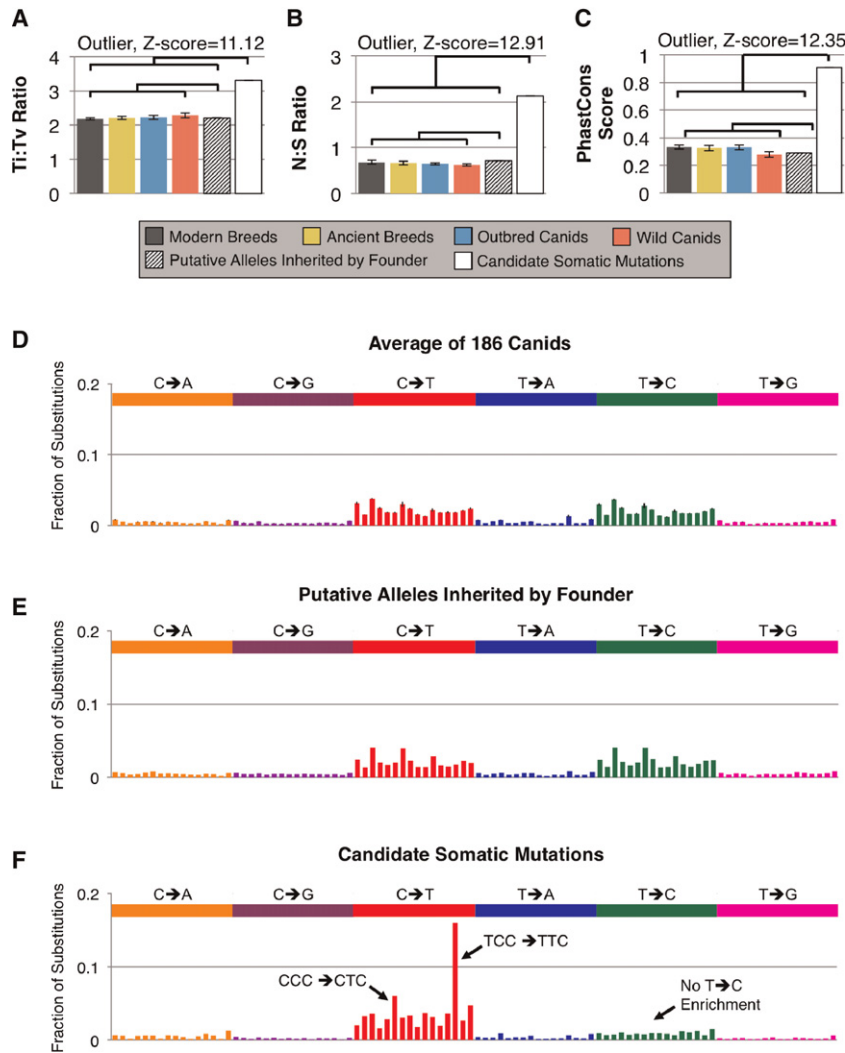 A
Outlier, Z-score=11.12
Ti:Tv Ratio
4
3
2
1
0
B
Outlier, Z-score=12.91
N:S Ratio
3
2
1
0
C
Outlier, Z-score=12.35
PhastCons
Score
1
0.8
0.6
0.4
0.2
0
Modern Breeds
Ancient Breeds
Outbred Canids
Wild Canids
Putative Alleles Inherited by Founder
Candidate Somatic Mutations
D
Average of 186 Canids
C➔A C➔G C➔T T➔A T➔C T➔G
Fraction of Substitutions
0.2
0.1
0
E
Putative Alleles Inherited by Founder
C➔A C➔G C➔T T➔A T➔C T➔G
Fraction of Substitutions
0.2
0.1
0
F
Candidate Somatic Mutations
C➔A C➔G C➔T T➔A T➔C T➔G
Fraction of Substitutions
0.2
0.1
0
TCC ➔TTC
CCC ➔CTC
No T➔C
Enrichment